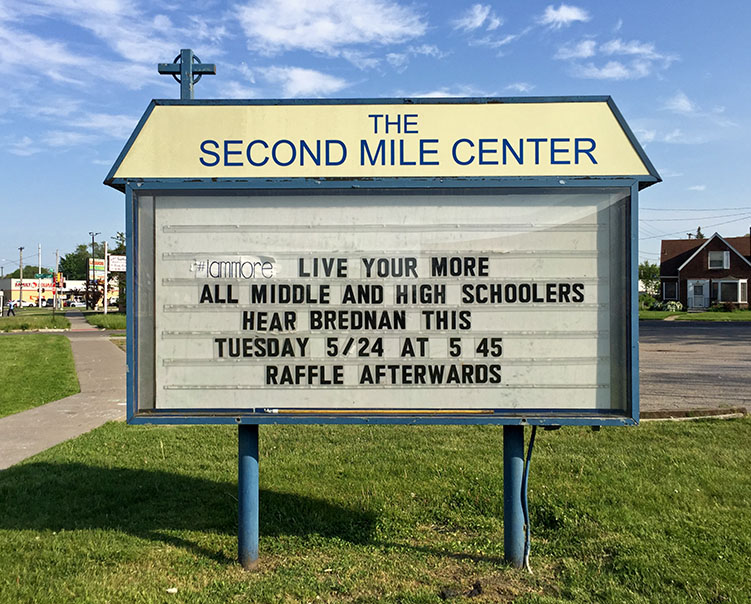 THE
SECOND MILE CENTER
#Iammore LIVE YOUR MORE
ALL MIDDLE AND HIGH SCHOOLERS
HEAR BREDNAN THIS
TUESDAY 5/24 AT 5 45
RAFFLE AFTERWARDS